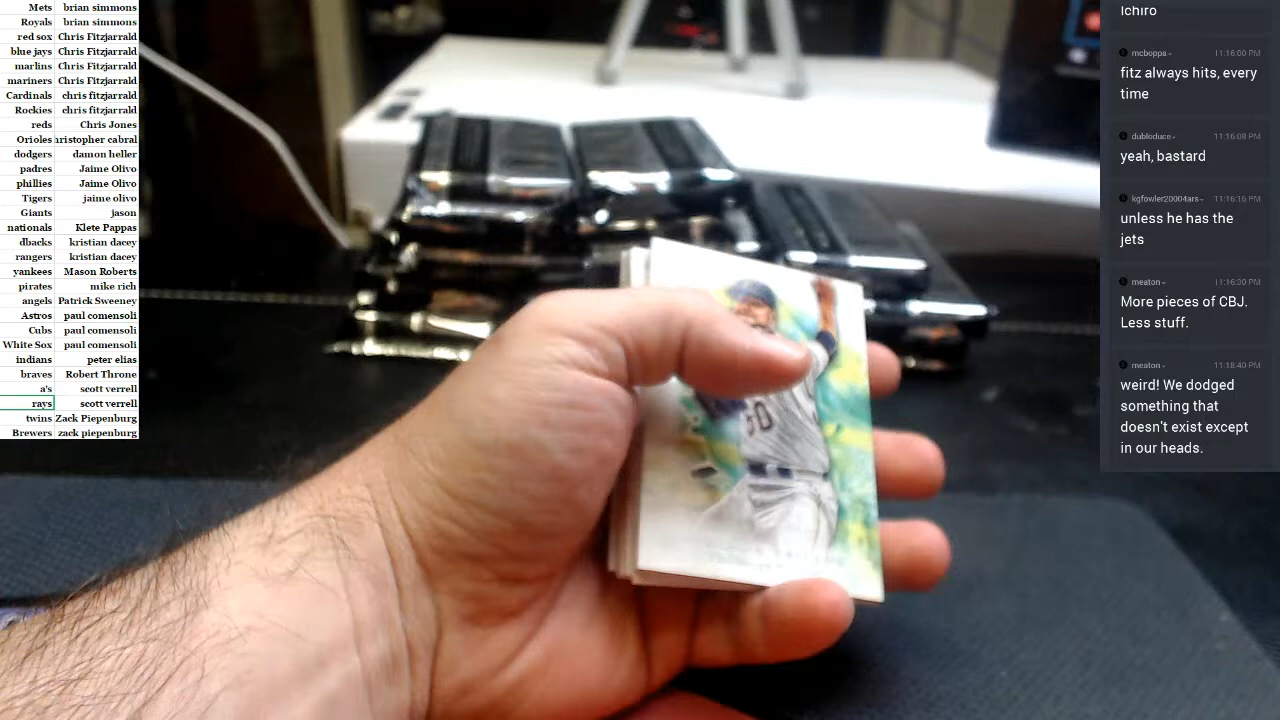 Mets brian simmons
Royals brian simmons
red sox Chris Fitzjarrald
blue jays Chris Fitzjarrald
marlins Chris Fitzjarrald
mariners Chris Fitzjarrald
Cardinals chris fitzjarrald
Rockies chris fitzjarrald
reds Chris Jones
Orioles hristopher cabral
dodgers damon heller
padres Jaime Olivo
phillies Jaime Olivo
Tigers jaime olivo
Giants jason
nationals Klete Pappas
dbacks kristian dacey
rangers kristian dacey
yankees Mason Roberts
pirates mike rich
angels Patrick Sweeney
Astros paul comensoli
Cubs paul comensoli
White Sox paul comensoli
indians peter elias
braves Robert Throne
a's scott verrell
rays scott verrell
twins Zack Piepenburg
Brewers zack piepenburg
Ichiro
mcboppa 11:16:00 PM
fitz always hits, every
time
dubloduce 11:16:08 PM
yeah, bastard
kgfowler20004ars 11:16:16 PM
unless he has the
jets
meaton 11:16:30 PM
More pieces of CBJ.
Less stuff.
meaton 11:18:40 PM
weird! We dodged
something that
doesn't exist except
in our heads.